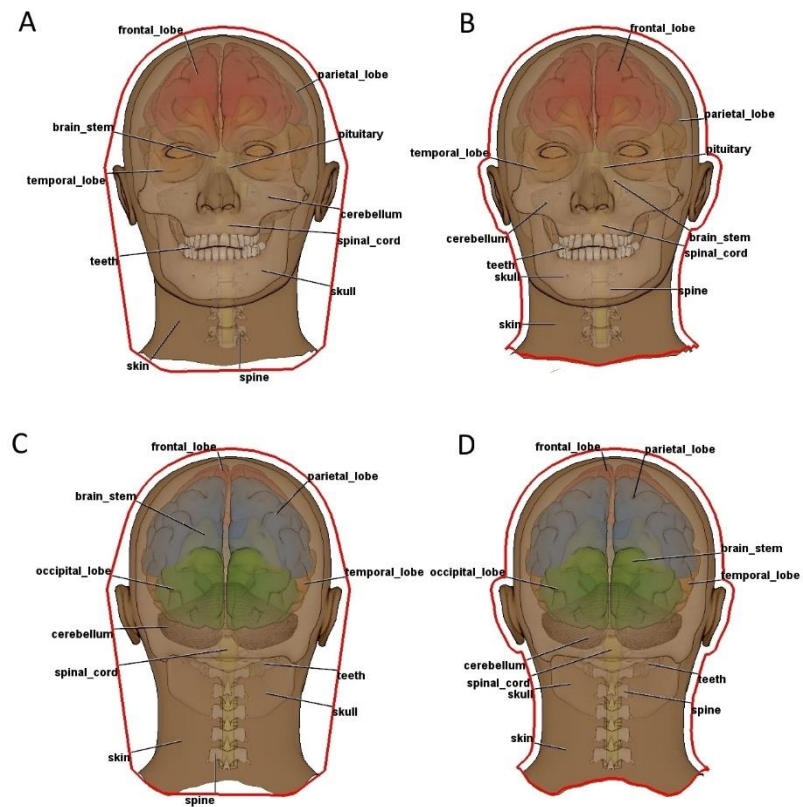 A
frontal_lobe
parietal_lobe
brain_stem
pituitary
temporal_lobe
cerebellum
spinal_cord
teeth
skull
skin
spine
B
frontal_lobe
parietal_lobe
temporal_lobe
pituitary
cerebellum
brain_stem
spinal_cord
teeth
skull
spine
skin
C
frontal_lobe
parietal_lobe
brain_stem
occipital_lobe
temporal_lobe
cerebellum
spinal_cord
teeth
skull
skin
spine
D
frontal_lobe
parietal_lobe
brain_stem
occipital_lobe
temporal_lobe
cerebellum
spinal_cord
teeth
skull
spine
skin